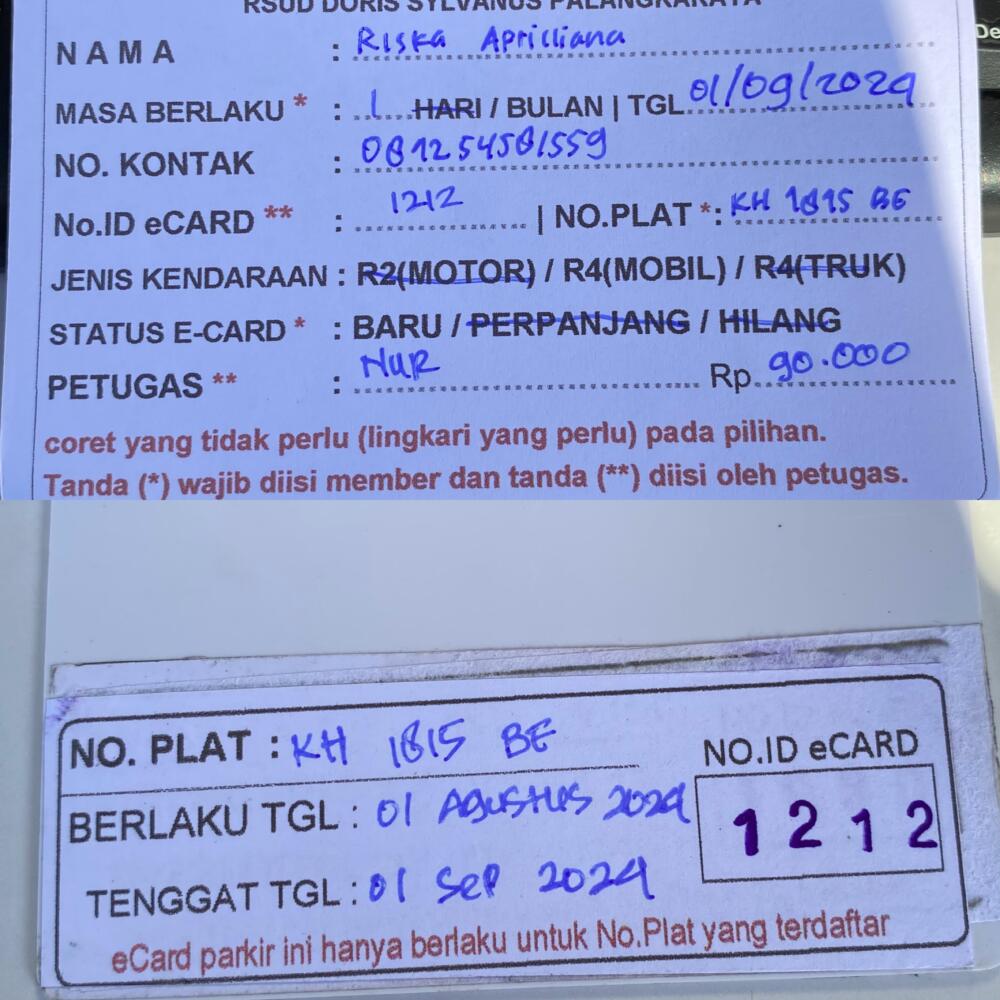 RSUD DORIS SYLVANUS PALANGKARAYA
NAMA : Riska Aprilliana
MASA BERLAKU * : 1 HARI / BULAN | TGL 01/09/2024
NO. KONTAK : 081254581559
No.ID eCARD ** : 1212 | NO.PLAT *: KH 1815 BE
JENIS KENDARAAN : R2(MOTOR) / R4(MOBIL) / R4(TRUK)
STATUS E-CARD * : BARU / PERPANJANG / HILANG
PETUGAS ** : NUR Rp 90.000
coret yang tidak perlu (lingkari yang perlu) pada pilihan.
Tanda (*) wajib diisi member dan tanda (**) diisi oleh petugas.
NO. PLAT : KH 1815 BE
NO.ID eCARD
BERLAKU TGL : 01 AGUSTUS 2024
1212
TENGGAT TGL : 01 SEP 2024
eCard parkir ini hanya berlaku untuk No.Plat yang terdaftar